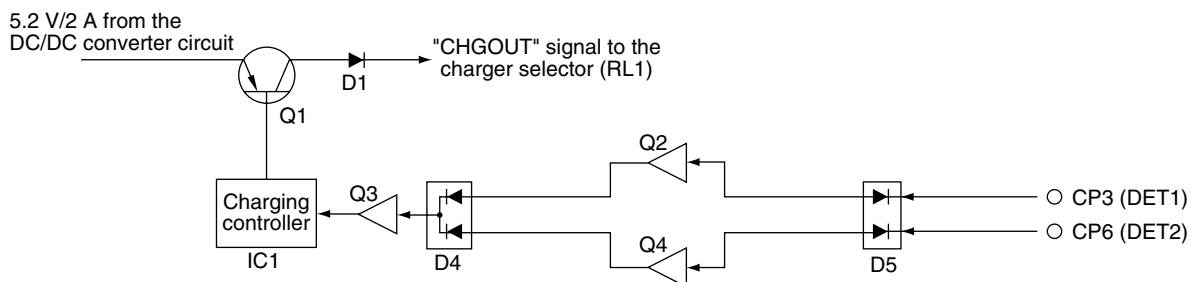 5.2 V/2 A from the
DC/DC converter circuit
"CHGOUT" signal to the
charger selector (RL1)
D1
Q1
Q2
Q3
Charging
controller
CP3 (DET1)
CP6 (DET2)
Q4
IC1
D4
D5